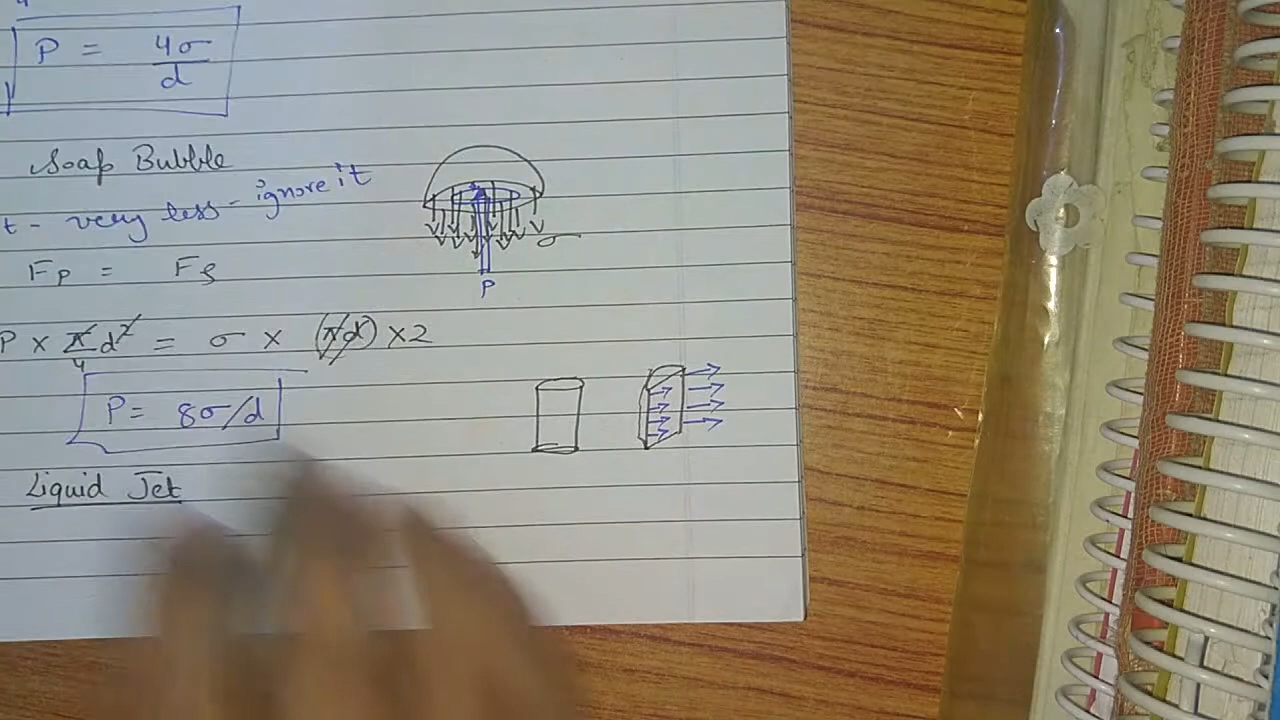 P = 4σ/d
Soap Bubble
t - very less - ignore it
Fp = Fs
P × π/4 d² = σ × (πd) × 2
P = 8σ/d
Liquid Jet
σ
P